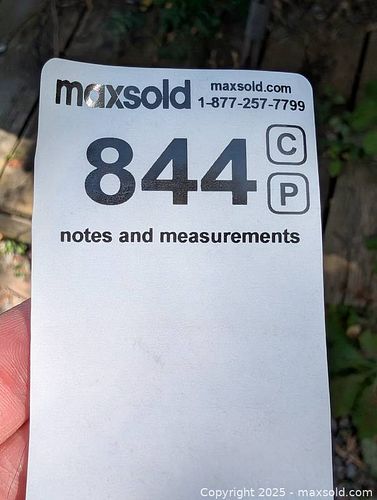 maxsold maxsold.com
1-877-257-7799
844 C
P
notes and measurements
Copyright © 2025 - maxsold.com